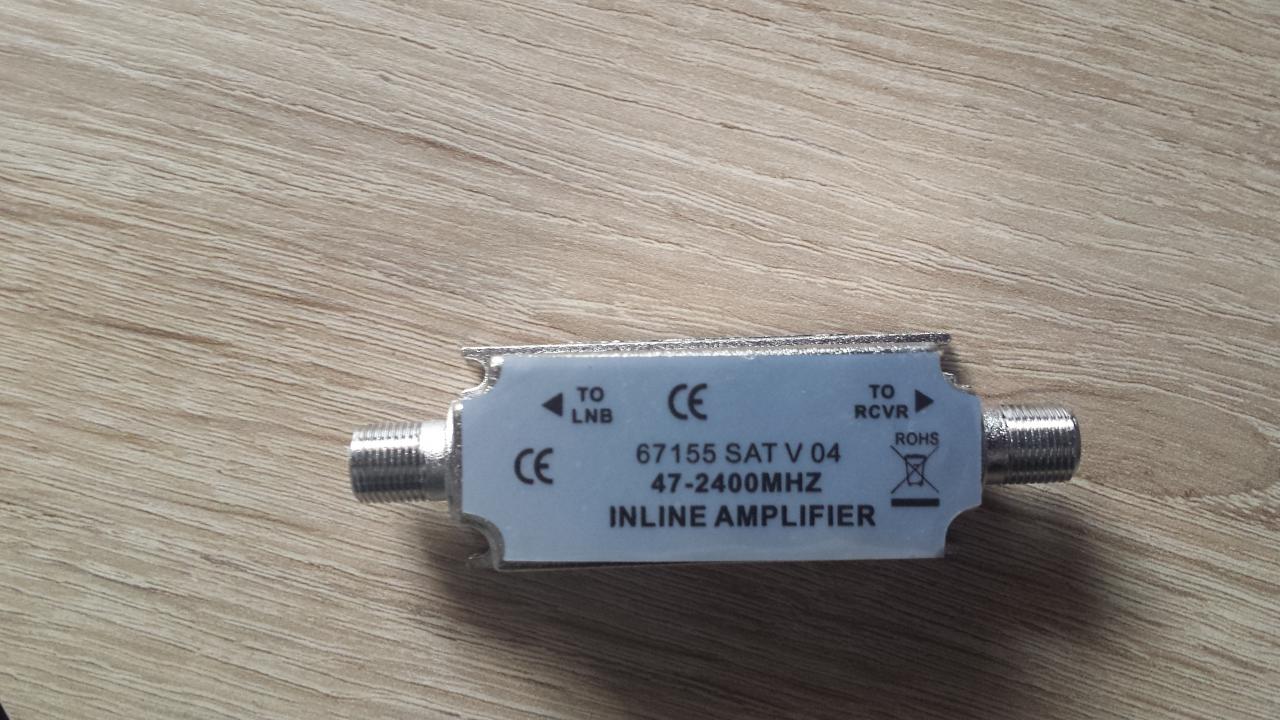 TO
LNB
CE
TO
RCVR
CE
67155 SAT V 04
47-2400MHZ
INLINE AMPLIFIER
ROHS